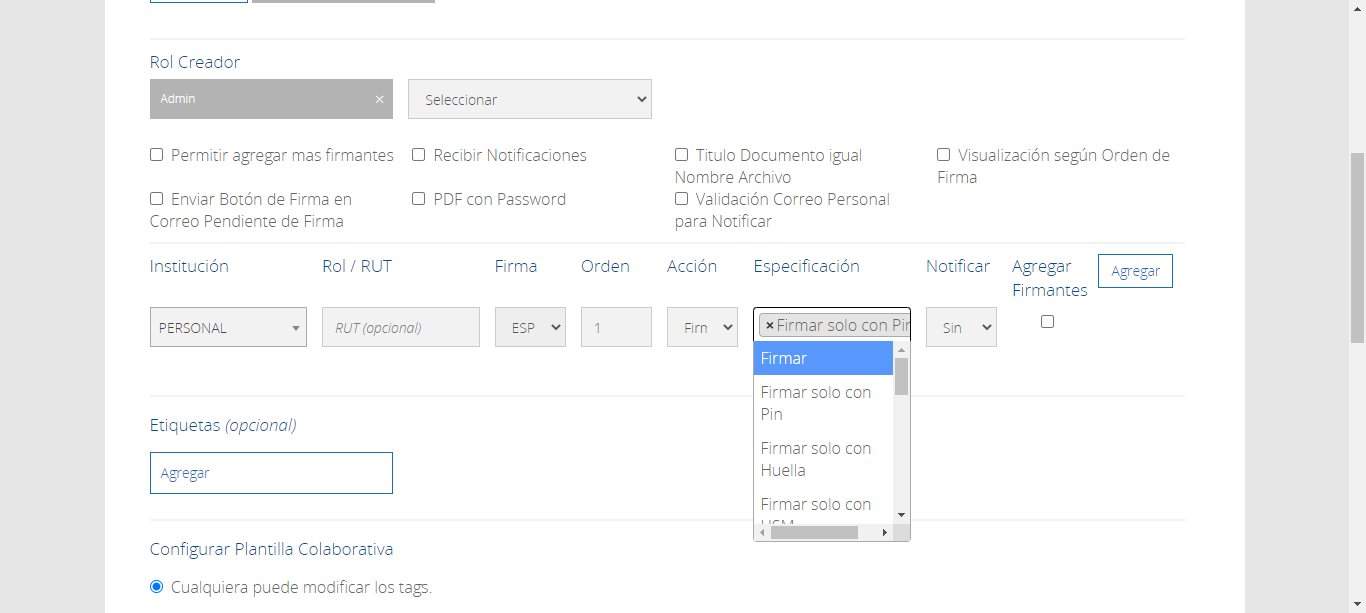 Rol Creador
Admin ×
Seleccionar
Permitir agregar mas firmantes
Recibir Notificaciones
Titulo Documento igual
Nombre Archivo
Visualización según Orden de
Firma
Enviar Botón de Firma en
Correo Pendiente de Firma
PDF con Password
Validación Correo Personal
para Notificar
Institución
Rol / RUT
Firma
Orden
Acción
Especificación
Notificar
Agregar
Firmantes
Agregar
PERSONAL
RUT (opcional)
ESP
1
Firn
× Firmar solo con Pin
Sin
Firmar
Firmar solo con
Pin
Firmar solo con
Huella
Firmar solo con
HSM
Etiquetas (opcional)
Agregar
Configurar Plantilla Colaborativa
Cualquiera puede modificar los tags.